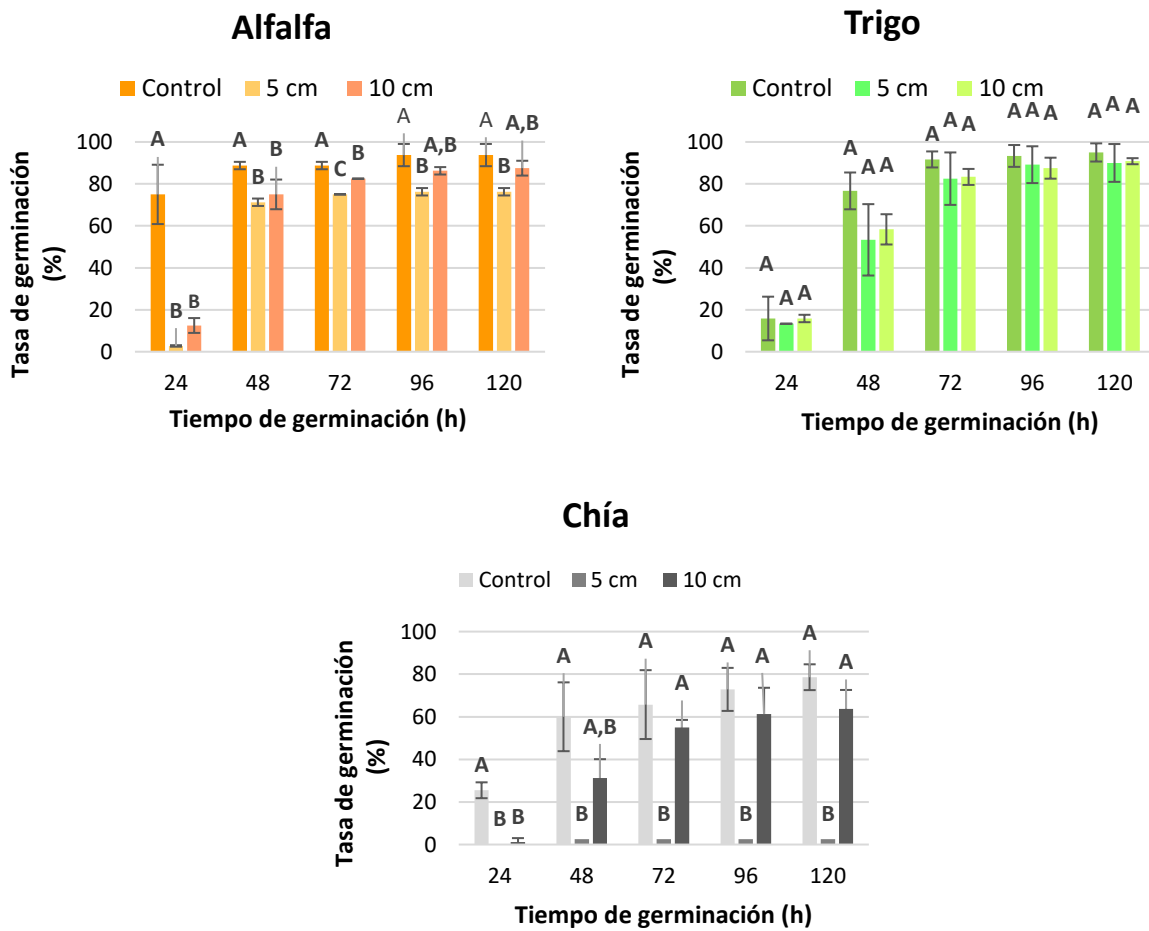 Alfalfa
Control 5 cm 10 cm
A A A A A
B B C B B
B B B A,B A,B
100
80
60
40
20
0
24 48 72 96 120
Tasa de germinación
(%)
Tiempo de germinación (h)
Trigo
Control 5 cm 10 cm
A A A A A
A A A A A
A A A A A
100
80
60
40
20
0
24 48 72 96 120
Tasa de germinación
(%)
Tiempo de germinación (h)
Chía
Control 5 cm 10 cm
A A A A A
B B B B B
B A,B A A A
100
80
60
40
20
0
24 48 72 96 120
Tasa de germinación
(%)
Tiempo de germinación (h)